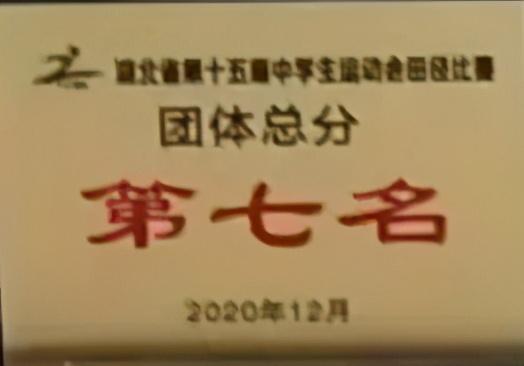 湖北省第十五届中学生运动会田径比赛
团体总分
第七名
2020年12月